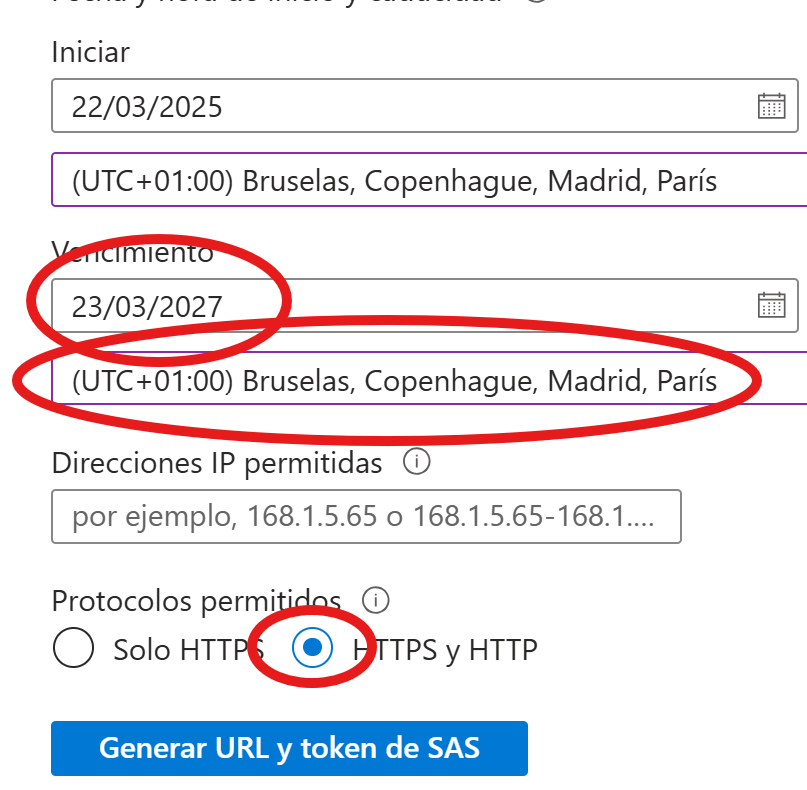 Iniciar
22/03/2025
(UTC+01:00) Bruselas, Copenhague, Madrid, París
Vencimiento
23/03/2027
(UTC+01:00) Bruselas, Copenhague, Madrid, París
Direcciones IP permitidas
por ejemplo, 168.1.5.65 o 168.1.5.65-168.1....
Protocolos permitidos
Solo HTTPS HTTPS y HTTP
Generar URL y token de SAS